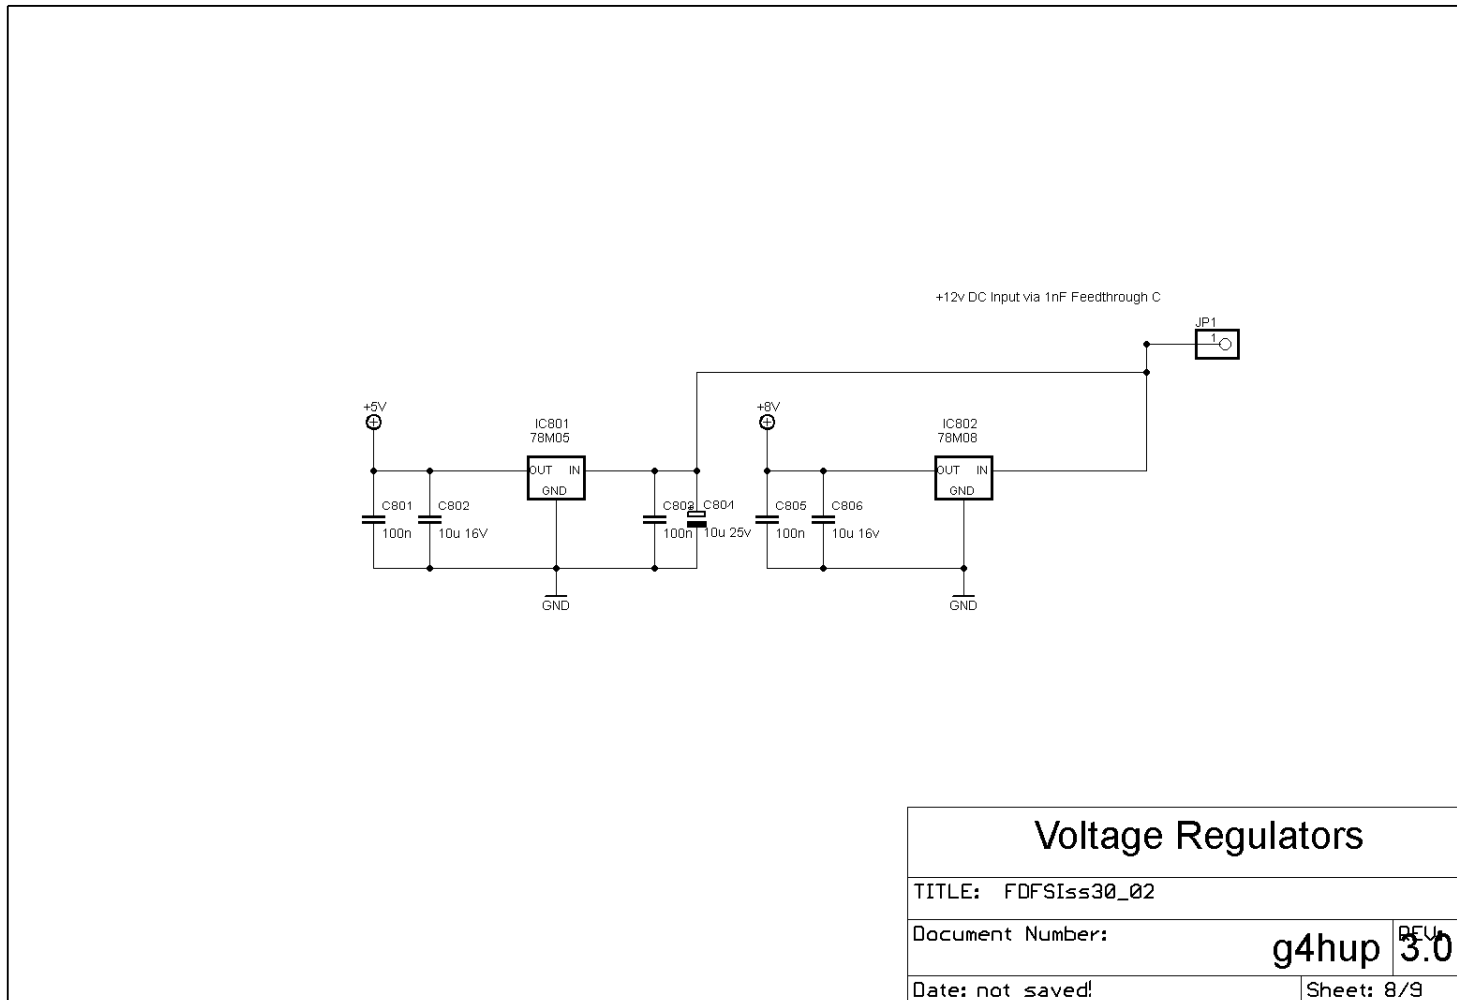 +12v DC Input via 1nF Feedthrough C
JP1
1
+5V
IC801
78M05
OUT IN
GND
C801
100n
C802
10u 16V
C803
100n
C804
10u 25v
GND
+8V
IC802
78M08
OUT IN
GND
C805
100n
C806
10u 16v
GND
Voltage Regulators
TITLE: FDFSIss30_02
Document Number:
g4hup
REV:
3.0
Date: not saved!
Sheet: 8/9